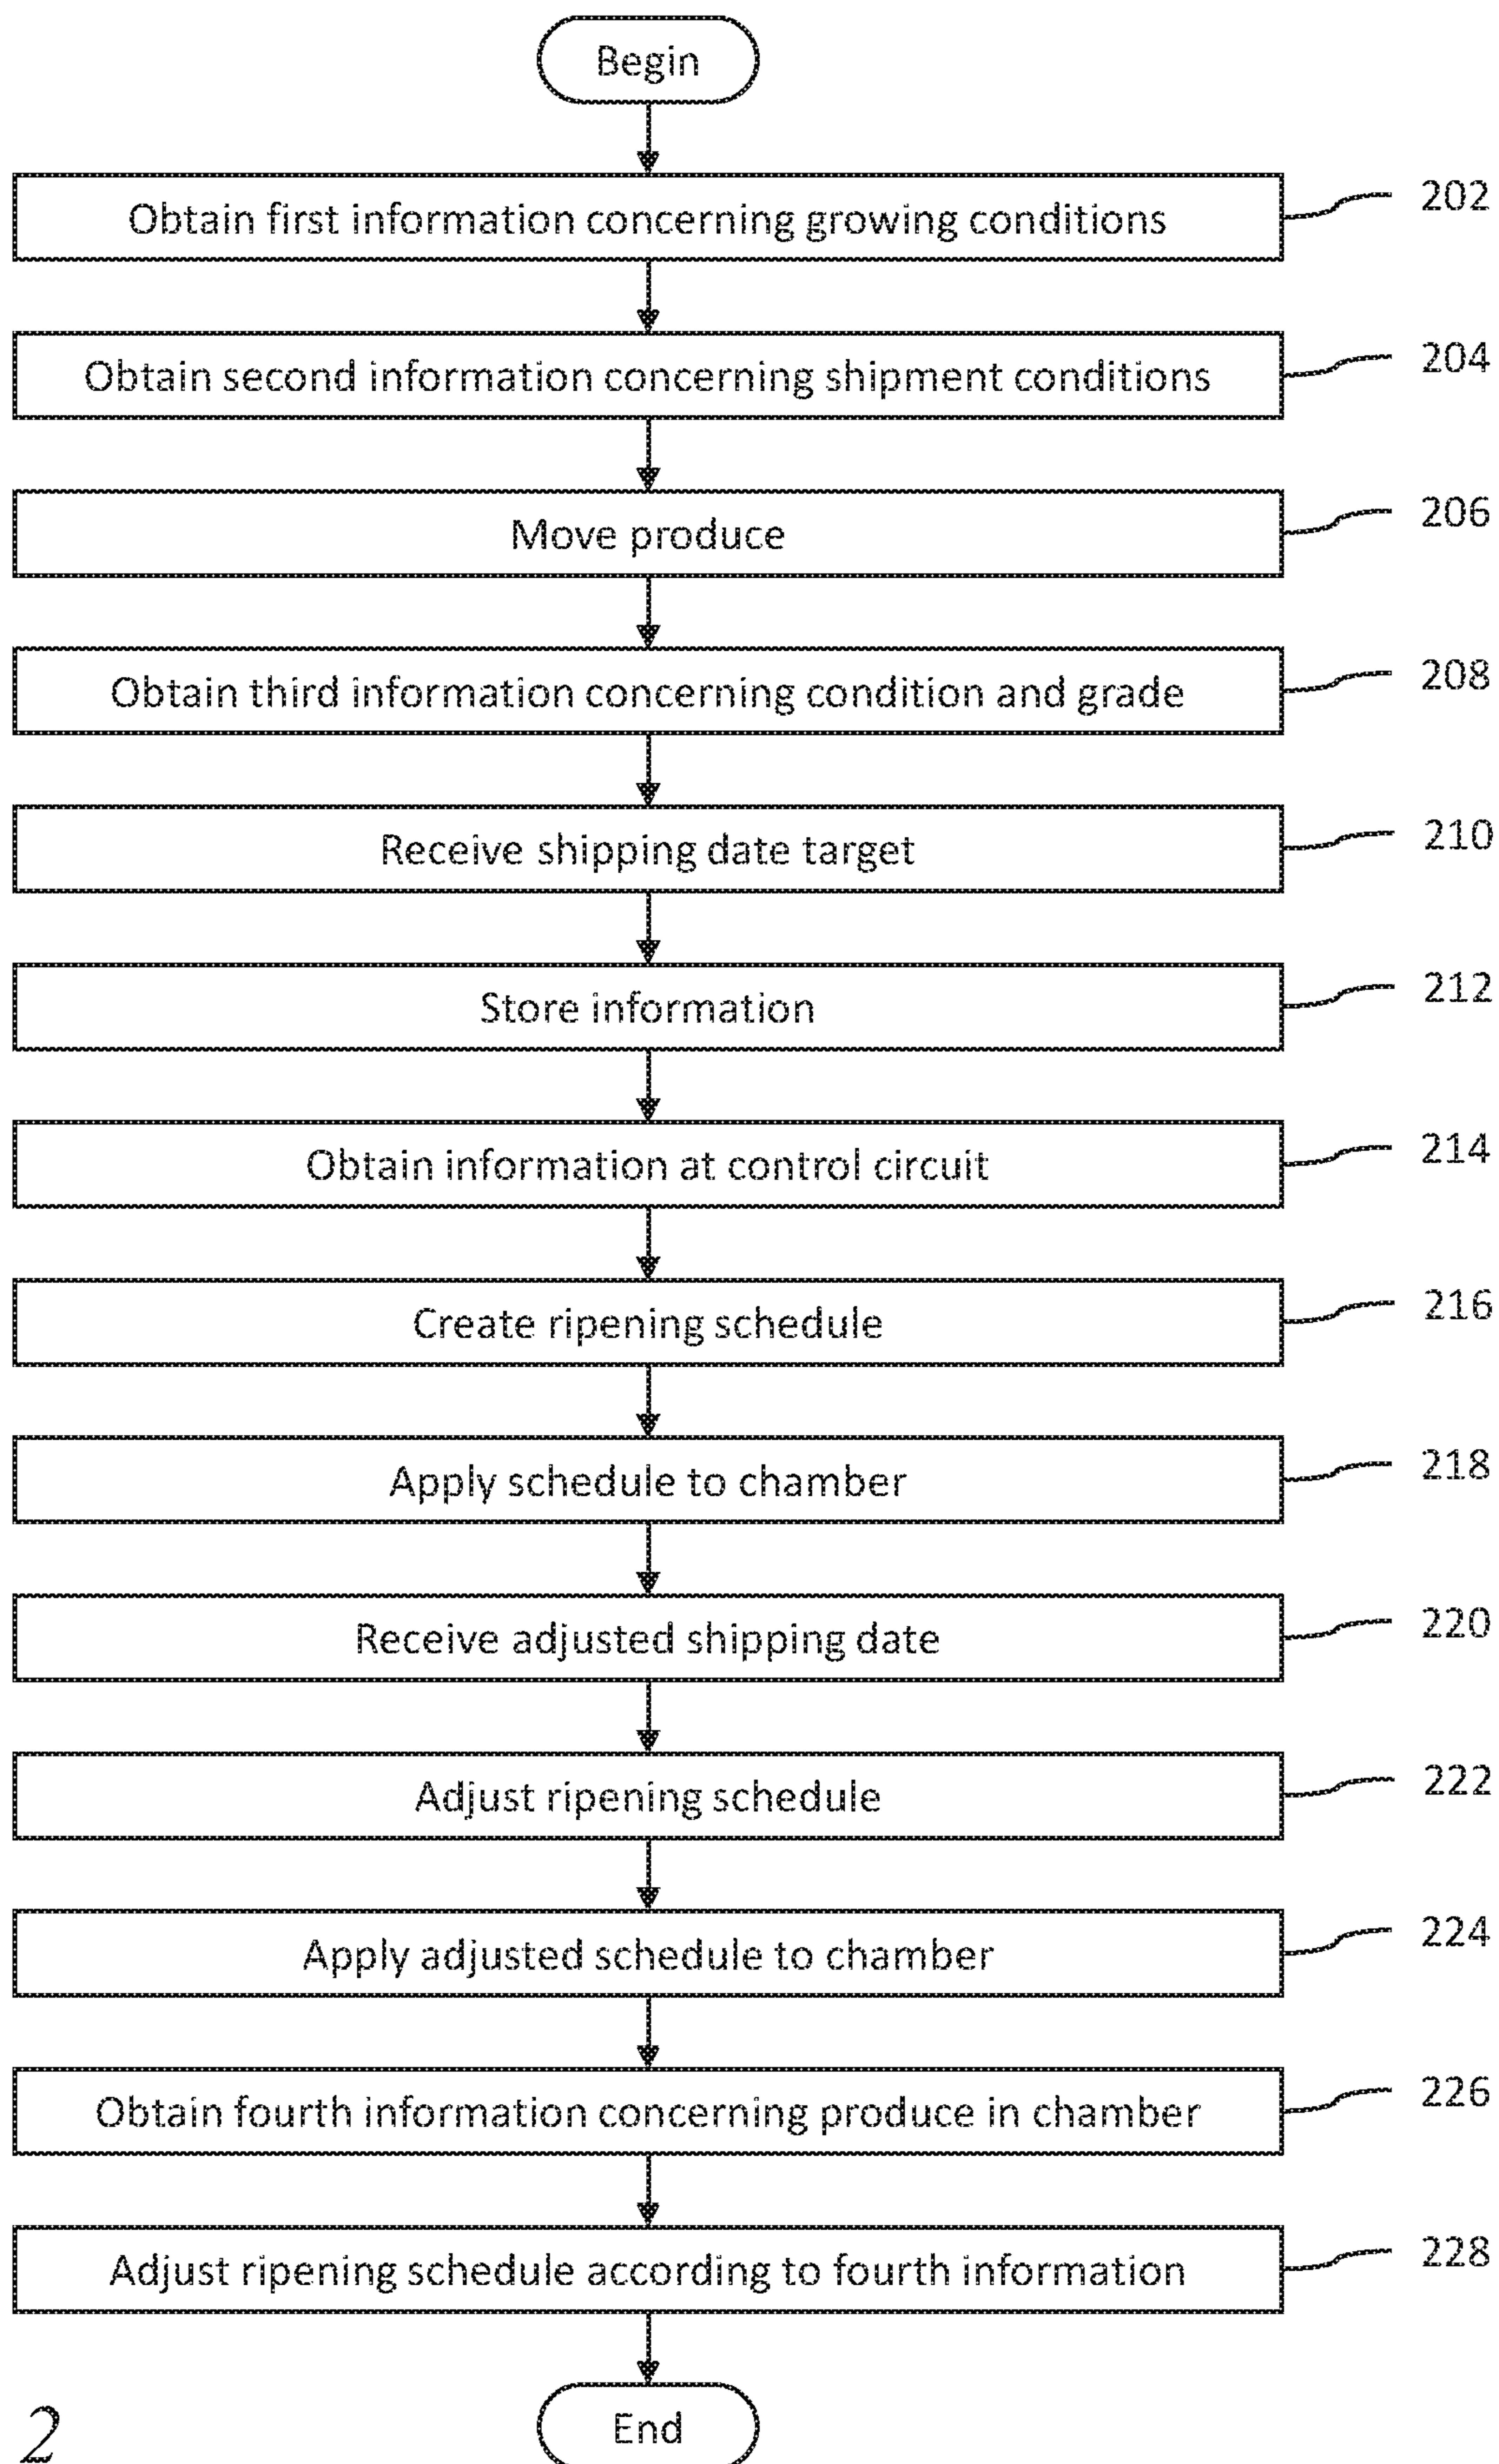 Begin
Obtain first information concerning growing conditions
202
Obtain second information concerning shipment conditions
204
Move produce
206
Obtain third information concerning condition and grade
208
Receive shipping date target
210
Store information
212
Obtain information at control circuit
214
Create ripening schedule
216
Apply schedule to chamber
218
Receive adjusted shipping date
220
Adjust ripening schedule
222
Apply adjusted schedule to chamber
224
Obtain fourth information concerning produce in chamber
226
Adjust ripening schedule according to fourth information
228
End
2